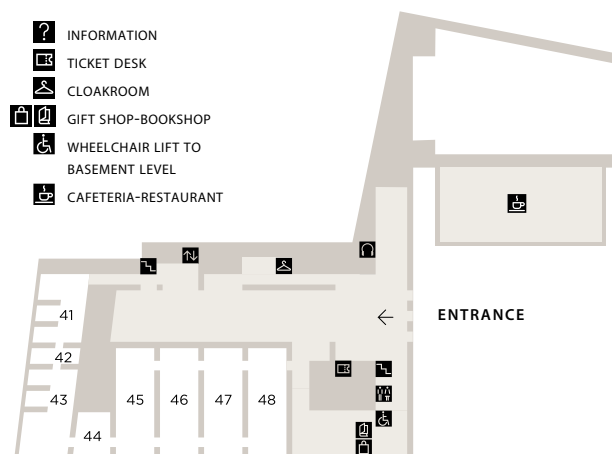 ?
INFORMATION
TICKET DESK
CLOAKROOM
GIFT SHOP-BOOKSHOP
WHEELCHAIR LIFT TO
BASEMENT LEVEL
CAFETERIA-RESTAURANT
ENTRANCE
41
42
43
44
45
46
47
48